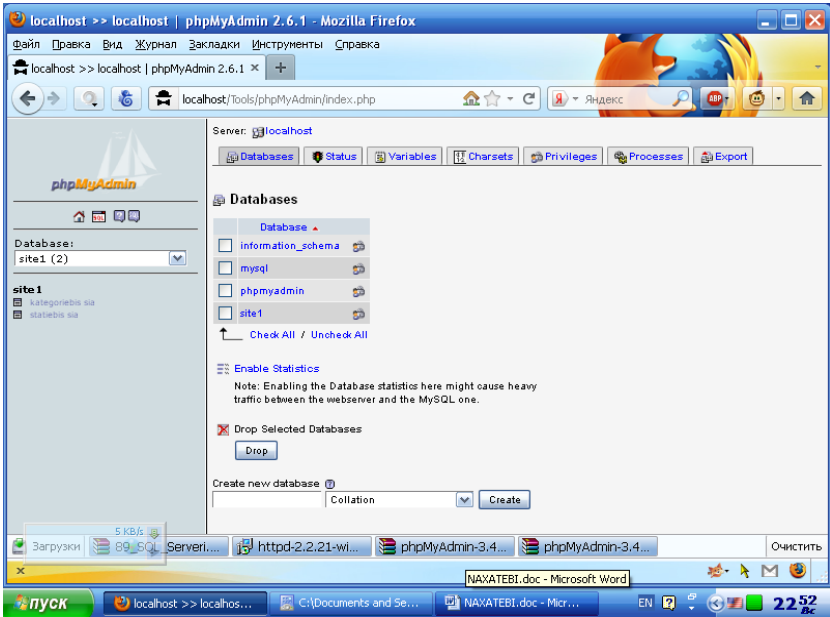 localhost >> localhost | phpMyAdmin 2.6.1 - Mozilla Firefox
Файл Правка Вид Журнал Закладки Инструменты Справка
localhost >> localhost | phpMyAdmin 2.6.1 × +
localhost/Tools/phpMyAdmin/index.php
Я Яндекс
ABP
phpMyAdmin
Database:
site1 (2)
site1
kategoriebis sia
statiebis sia
Server: localhost
Databases Status Variables Charsets Privileges Processes Export
Databases
Database
information_schema
mysql
phpmyadmin
site1
Check All / Uncheck All
Enable Statistics
Note: Enabling the Database statistics here might cause heavy
traffic between the webserver and the MySQL one.
Drop Selected Databases
Drop
Create new database
Collation Create
5 KB/s
Загрузки 89_SQL_Serveri.... httpd-2.2.21-wi... phpMyAdmin-3.4... phpMyAdmin-3.4... Очистить
×
NAXATEBI.doc - Microsoft Word
пуск localhost >> localhos... C:\Documents and Se... NAXATEBI.doc - Micr... EN 22 52
Вс